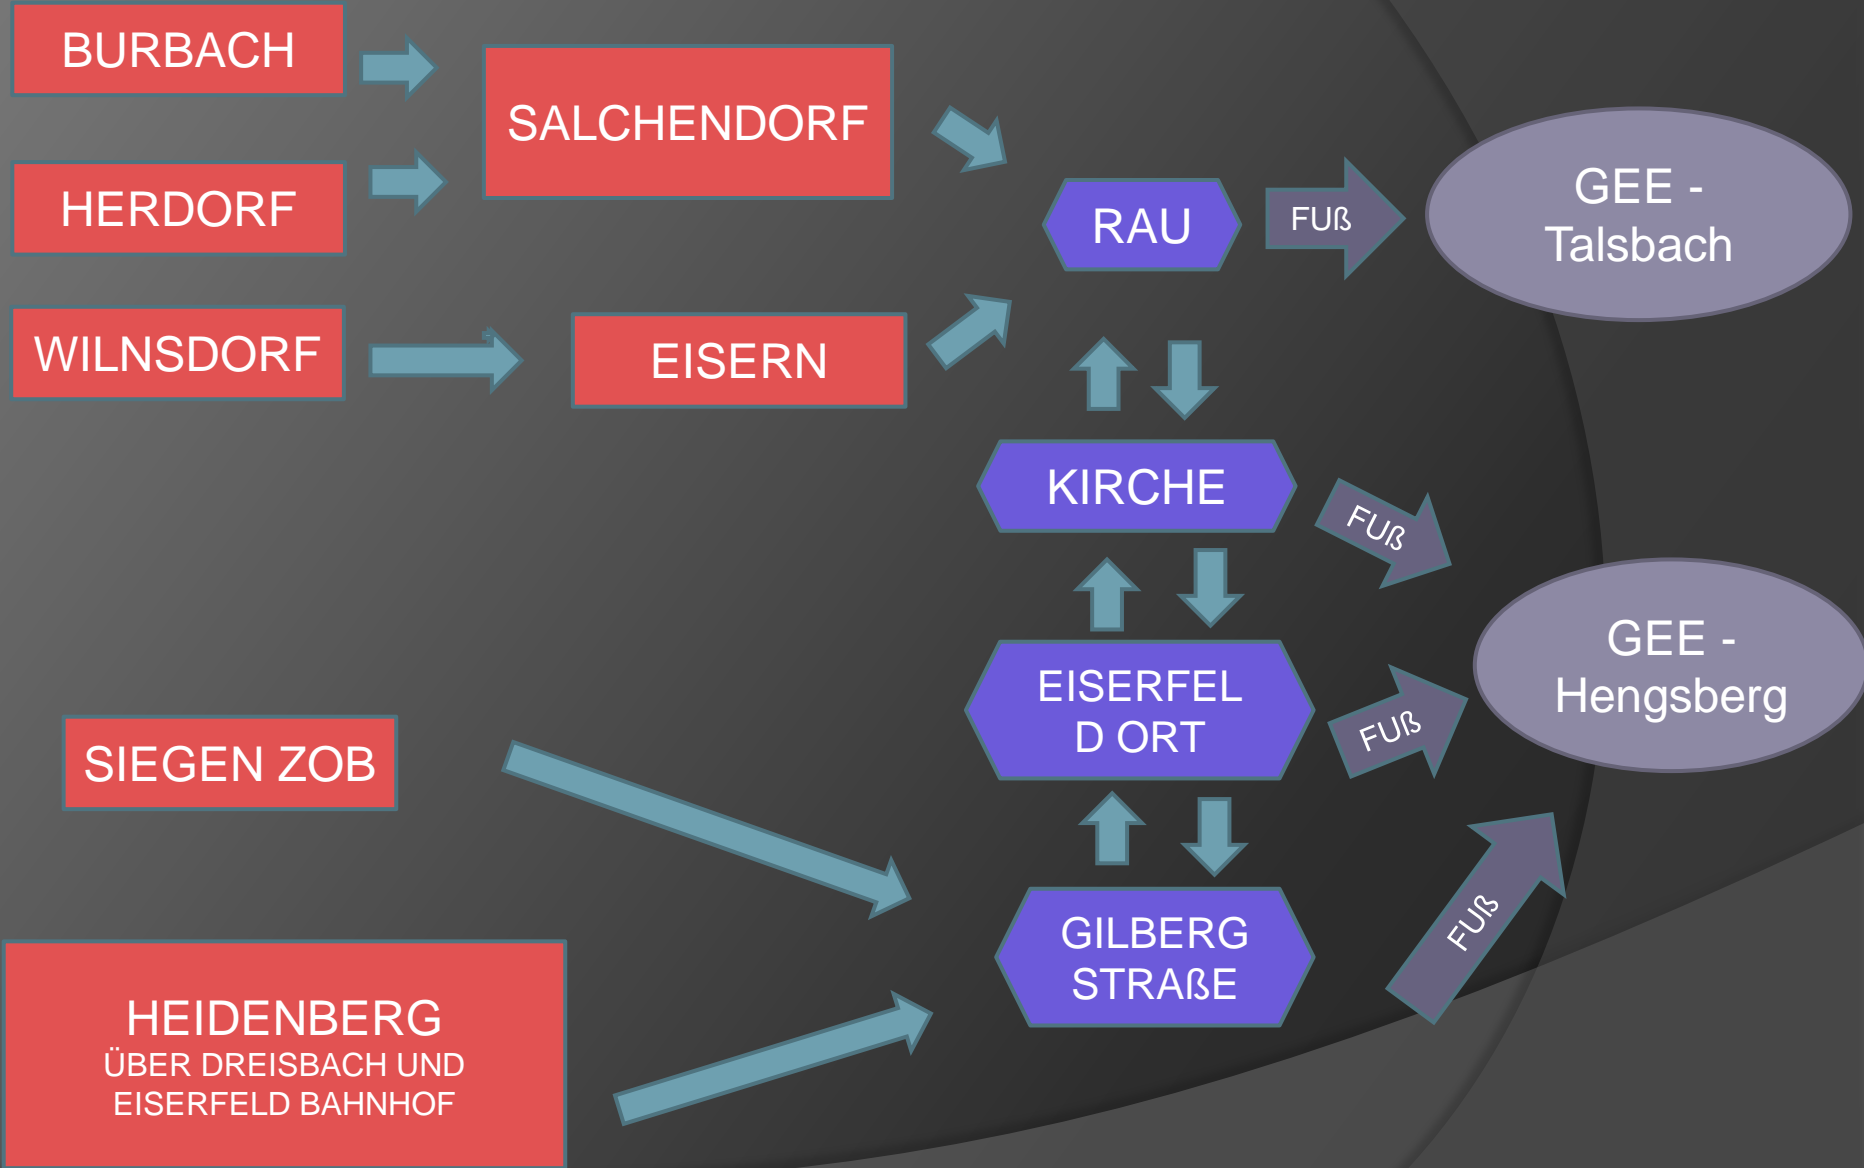 BURBACH
SALCHENDORF
HERDORF
RAU
FUß
GEE -
Talsbach
WILNSDORF
EISERN
KIRCHE
FUß
EISERFEL
D ORT
FUß
GEE -
Hengsberg
SIEGEN ZOB
GILBERG
STRAßE
FUß
HEIDENBERG
ÜBER DREISBACH UND
EISERFELD BAHNHOF